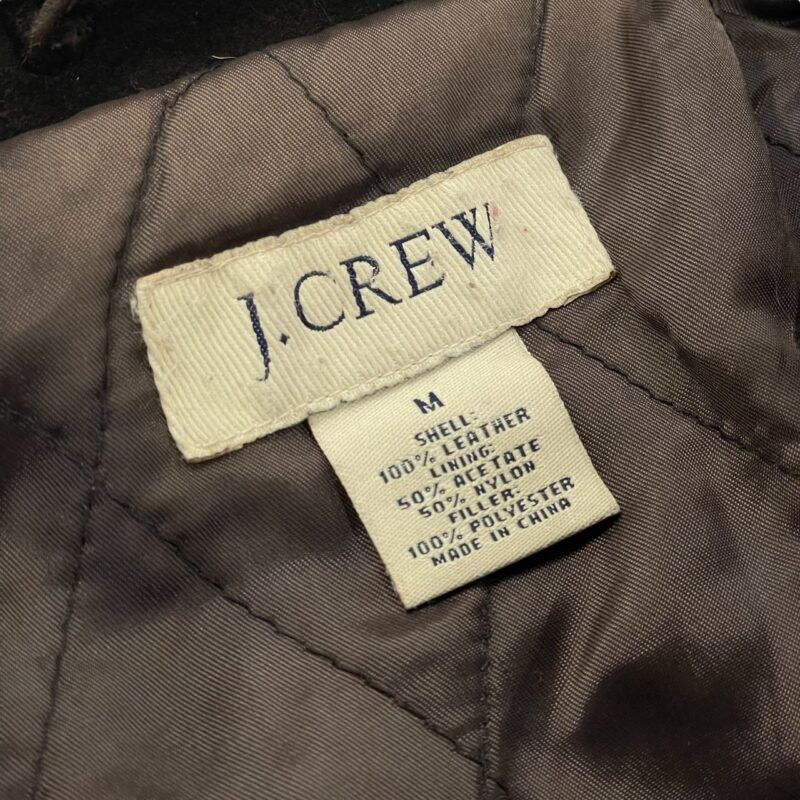 J.CREW
M
SHELL:
100% LEATHER
LINING:
50% ACETATE
50% NYLON
FILLER:
100% POLYESTER
MADE IN CHINA